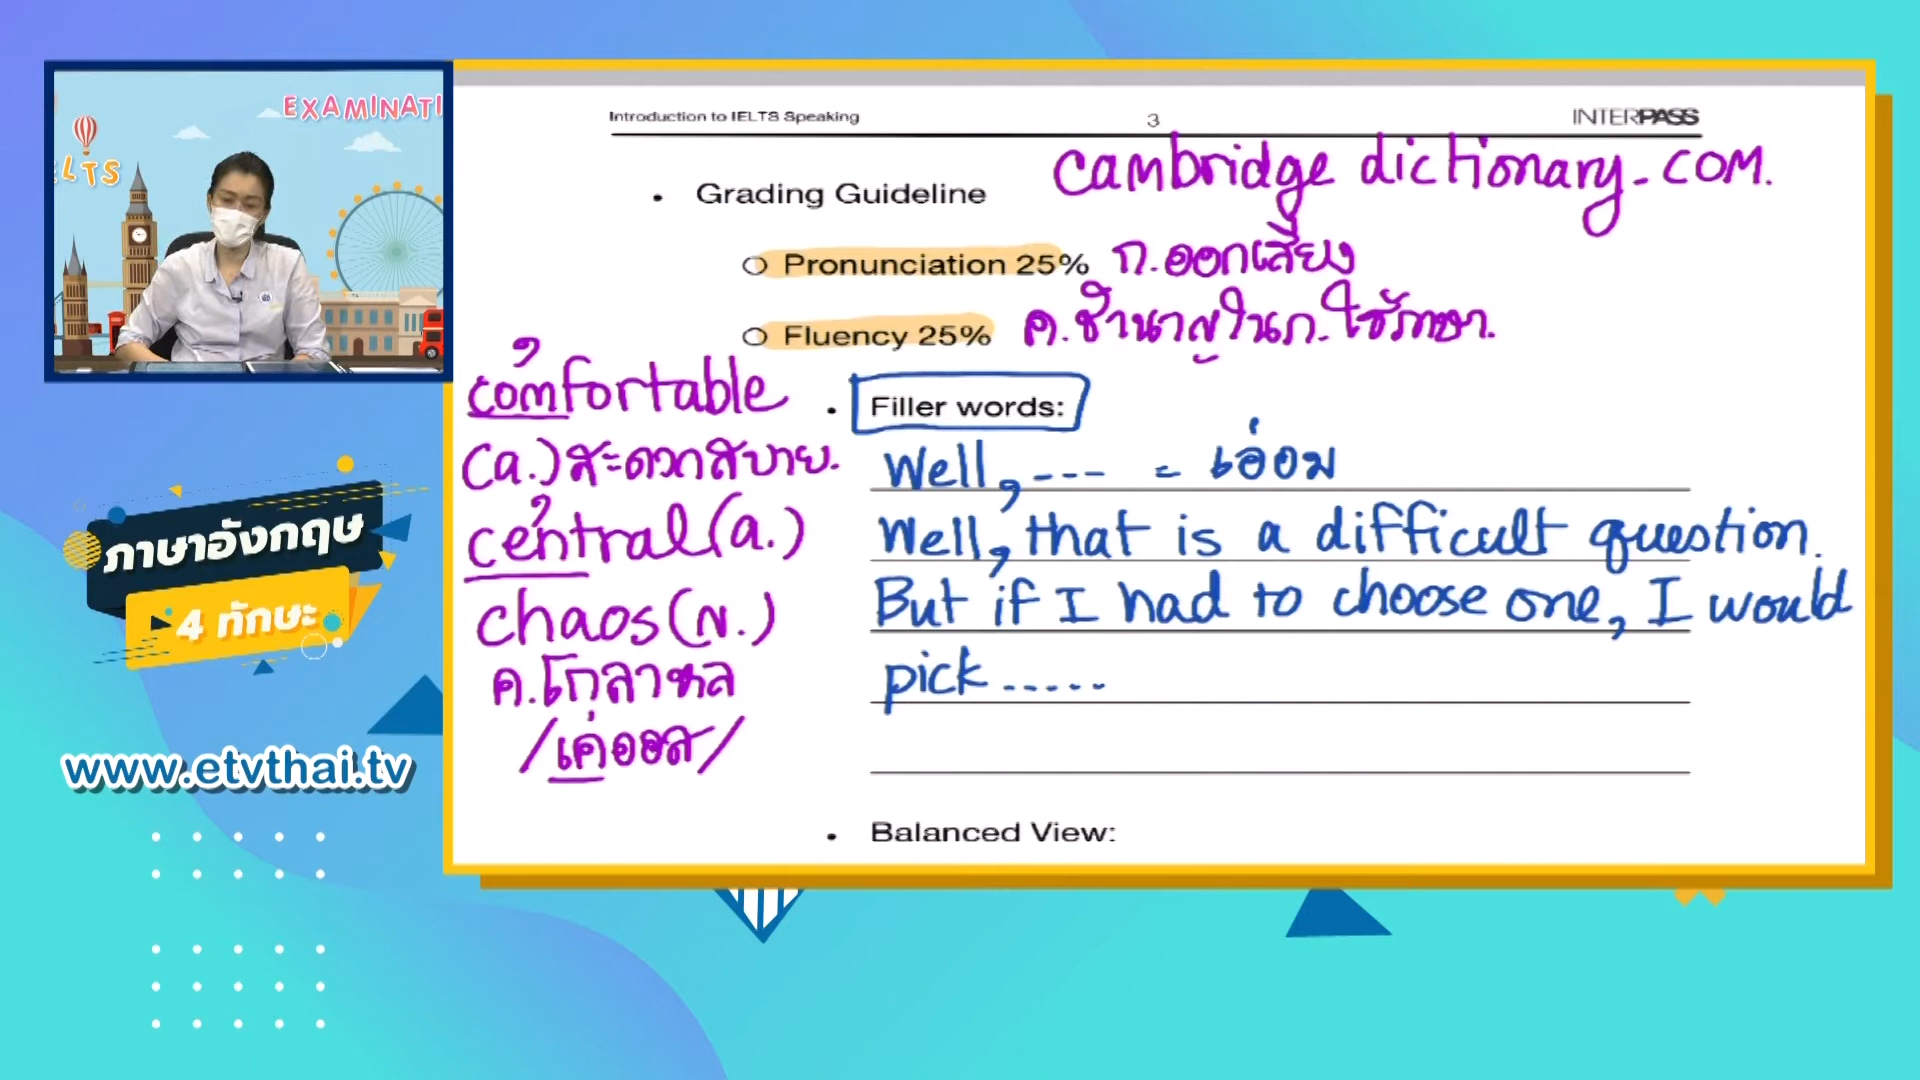 EXAMINATI
ELTS
Introduction to IELTS Speaking 3 INTERPASS
cambridge dictionary.com.
• Grading Guideline
Pronunciation 25% ก.ออกเสียง
Fluency 25% ค.ชำนาญในภ.ใช้ภาษา.
comfortable
(a.) สะดวกสบาย.
central (a.)
chaos (N.)
ค.โกลาหล
/เค่ออส/
• Filler words:
Well, --- = เอ่อม
Well, that is a difficult question.
But if I had to choose one, I would
pick .....
• Balanced View:
ภาษาอังกฤษ
4 ทักษะ
www.etvthai.tv